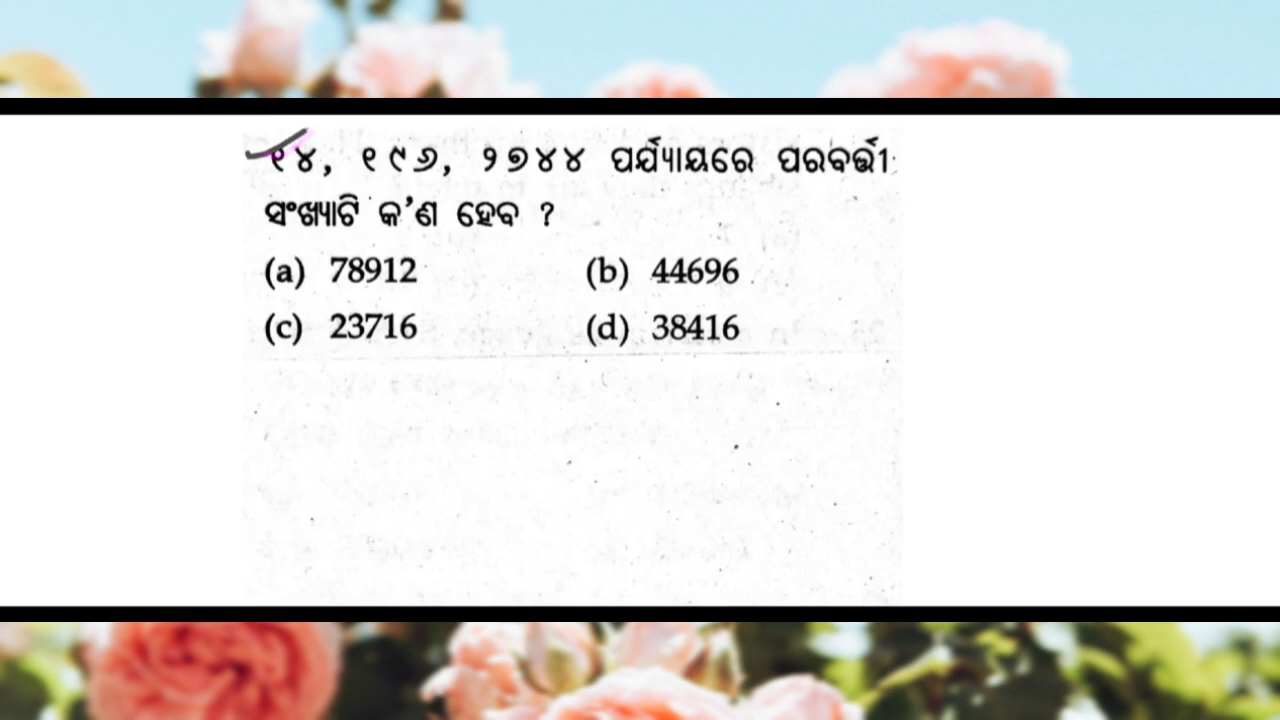 ୧୪, ୧୯୬, ୨୭୪୪ ପର୍ଯ୍ୟାୟରେ ପରବର୍ତ୍ତୀ
ସଂଖ୍ୟାଟି କ'ଣ ହେବ ?
(a) 78912 (b) 44696
(c) 23716 (d) 38416